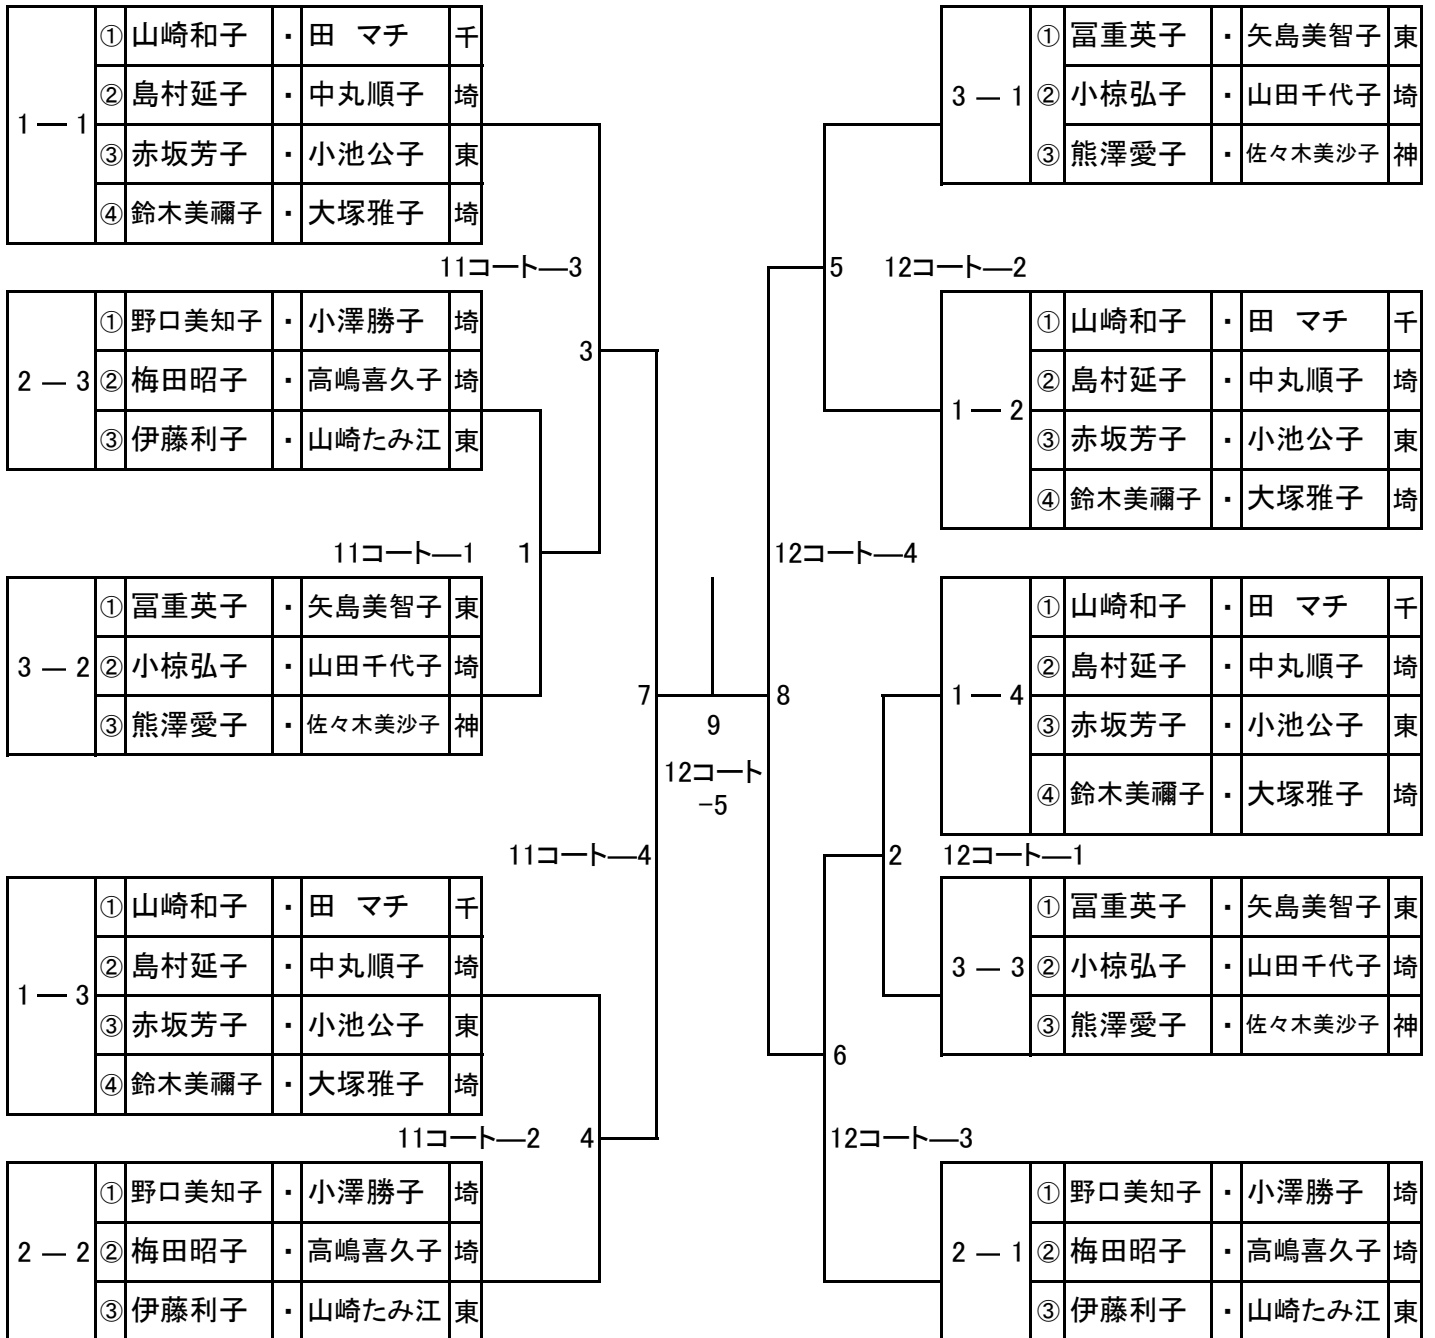 ① 山崎和子 ・ 田 マチ 千
② 島村延子 ・ 中丸順子 埼
1 — 1
③ 赤坂芳子 ・ 小池公子 東
④ 鈴木美禰子 ・ 大塚雅子 埼
11コート—3
① 野口美知子 ・ 小澤勝子 埼
3
2 — 3 ② 梅田昭子 ・ 高嶋喜久子 埼
③ 伊藤利子 ・ 山崎たみ江 東
11コート—1 1
① 冨重英子 ・ 矢島美智子 東
3 — 2 ② 小椋弘子 ・ 山田千代子 埼
③ 熊澤愛子 ・ 佐々木美沙子 神
7
11コート—4
① 山崎和子 ・ 田 マチ 千
② 島村延子 ・ 中丸順子 埼
1 — 3
③ 赤坂芳子 ・ 小池公子 東
④ 鈴木美禰子 ・ 大塚雅子 埼
11コート—2 4
① 野口美知子 ・ 小澤勝子 埼
2 — 2 ② 梅田昭子 ・ 高嶋喜久子 埼
③ 伊藤利子 ・ 山崎たみ江 東
9
12コート
-5
① 冨重英子 ・ 矢島美智子 東
3 — 1 ② 小椋弘子 ・ 山田千代子 埼
③ 熊澤愛子 ・ 佐々木美沙子 神
5 12コート—2
① 山崎和子 ・ 田 マチ 千
② 島村延子 ・ 中丸順子 埼
1 — 2
③ 赤坂芳子 ・ 小池公子 東
④ 鈴木美禰子 ・ 大塚雅子 埼
12コート—4
8
① 山崎和子 ・ 田 マチ 千
② 島村延子 ・ 中丸順子 埼
1 — 4
③ 赤坂芳子 ・ 小池公子 東
④ 鈴木美禰子 ・ 大塚雅子 埼
2 12コート—1
① 冨重英子 ・ 矢島美智子 東
3 — 3 ② 小椋弘子 ・ 山田千代子 埼
③ 熊澤愛子 ・ 佐々木美沙子 神
6
12コート—3
① 野口美知子 ・ 小澤勝子 埼
2 — 1 ② 梅田昭子 ・ 高嶋喜久子 埼
③ 伊藤利子 ・ 山崎たみ江 東